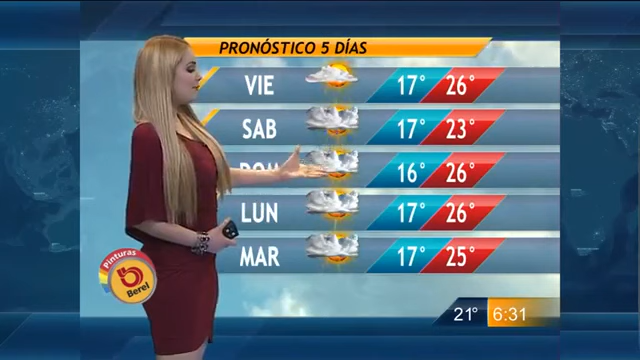 PRONÓSTICO 5 DÍAS
VIE 17° 26°
SAB 17° 23°
16° 26°
LUN 17° 26°
MAR 17° 25°
Pinturas
Berel
21° 6:31